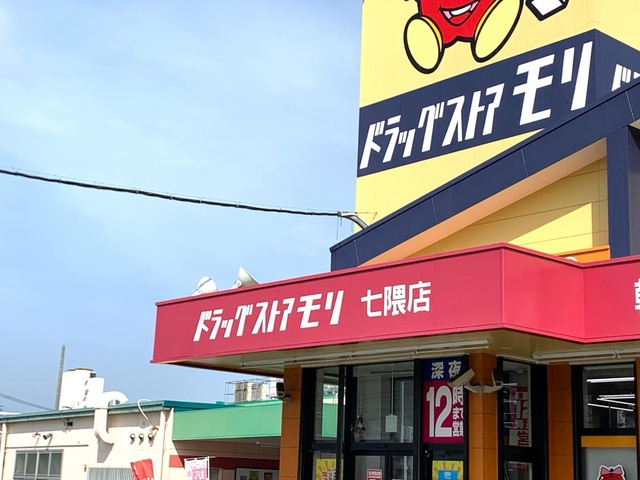 ドラッグストアモリ
ドラッグストアモリ 七隈店
深夜
12時
まで
営業